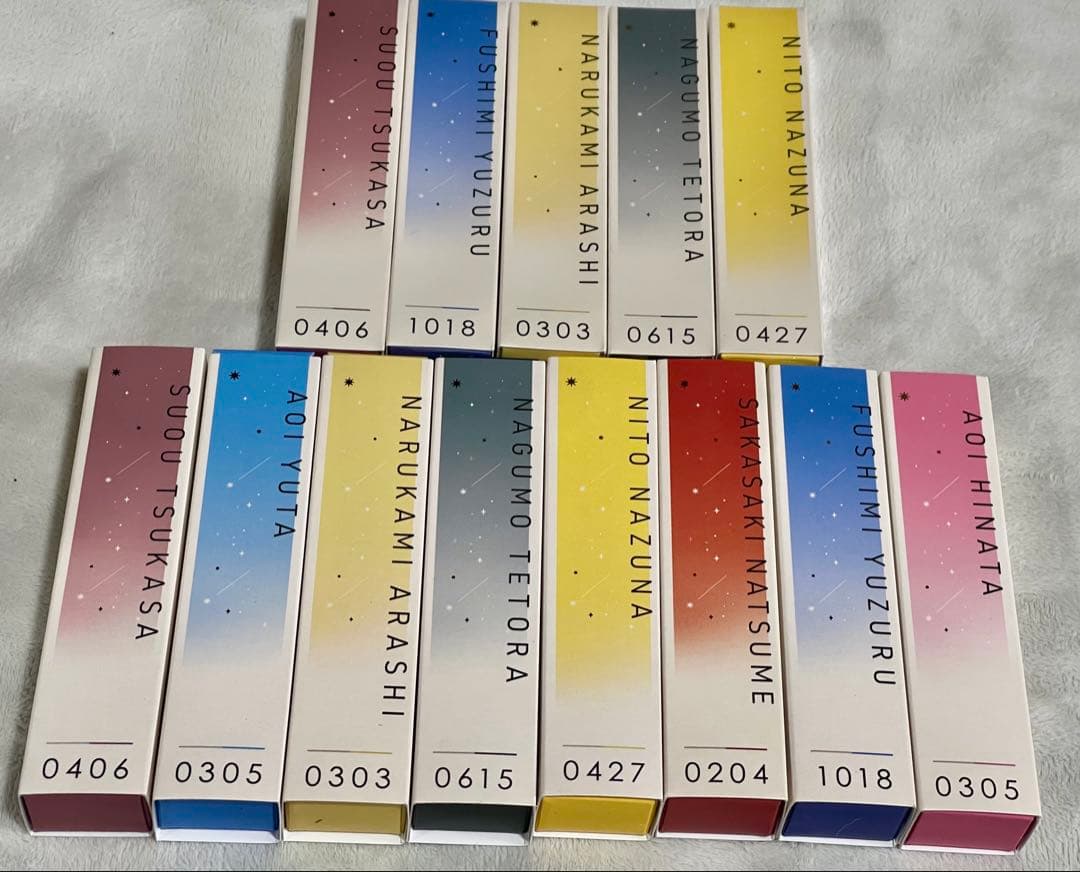 SUOU TSUKASA
0406
FUSHIMI YUZURU
1018
NARUKAMI ARASHI
0303
NAGUMO TETORA
0615
NITO NAZUNA
0427
SUOU TSUKASA
0406
AOI YUTA
0305
NARUKAMI ARASHI
0303
NAGUMO TETORA
0615
NITO NAZUNA
0427
SAKASAKI NATSUME
0204
FUSHIMI YUZURU
1018
AOI HINATA
0305